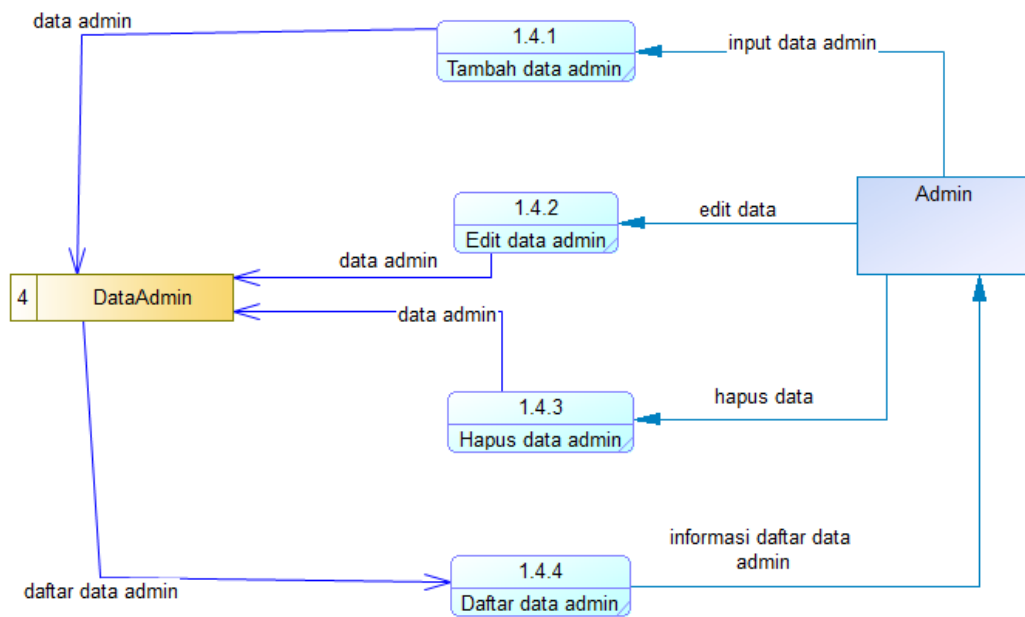 data admin
1.4.1
Tambah data admin
input data admin
Admin
1.4.2
Edit data admin
edit data
data admin
4
DataAdmin
data admin
1.4.3
Hapus data admin
hapus data
informasi daftar data
admin
1.4.4
Daftar data admin
daftar data admin